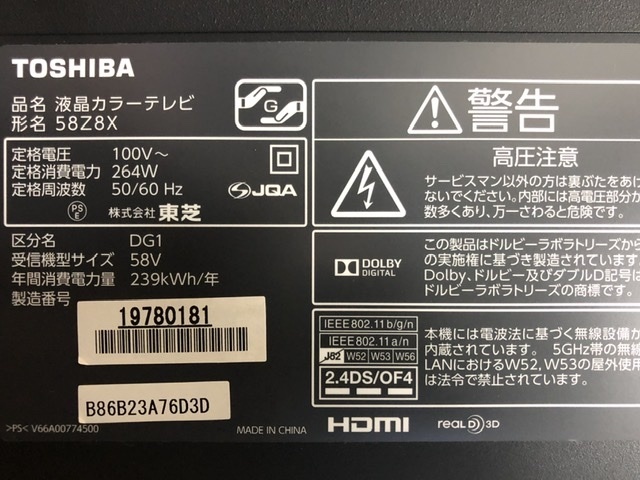 TOSHIBA
品名 液晶カラーテレビ
形名 58Z8X
G
定格電圧 100V～
定格消費電力 264W
定格周波数 50/60 Hz
JQA
PS
E
株式会社 東芝
区分名 DG1
受信機型サイズ 58V
年間消費電力量 239kWh/年
製造番号
19780181
B86B23A76D3D
>PS< V66A00774500
MADE IN CHINA
警告
高圧注意
サービスマン以外の方は裏ぶたをあけ
ないでください。内部には高電圧部分が
数多くあり、万一さわると危険です。
DOLBY
DIGITAL
この製品はドルビーラボラトリーズから
の実施権に基づき製造されています。
Dolby、ドルビー及びダブルD記号は
ドルビーラボラトリーズの商標です。
IEEE802.11b/g/n
IEEE802.11a/n
J52 W52 W53 W56
2.4DS/OF4
本機には電波法に基づく無線設備が
内蔵されています。 5GHz帯の無線
LANにおけるW52、W53の屋外使用
は法令で禁止されています。
HDMI
REAL D 3D